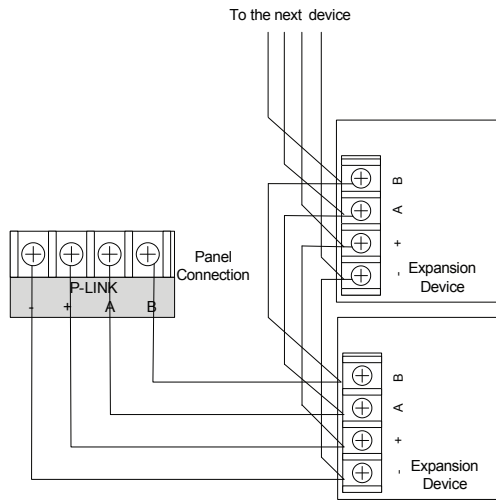 To the next device
B
A
+
-
Expansion
Device
Panel
Connection
P-LINK
- + A B
B
A
+
-
Expansion
Device